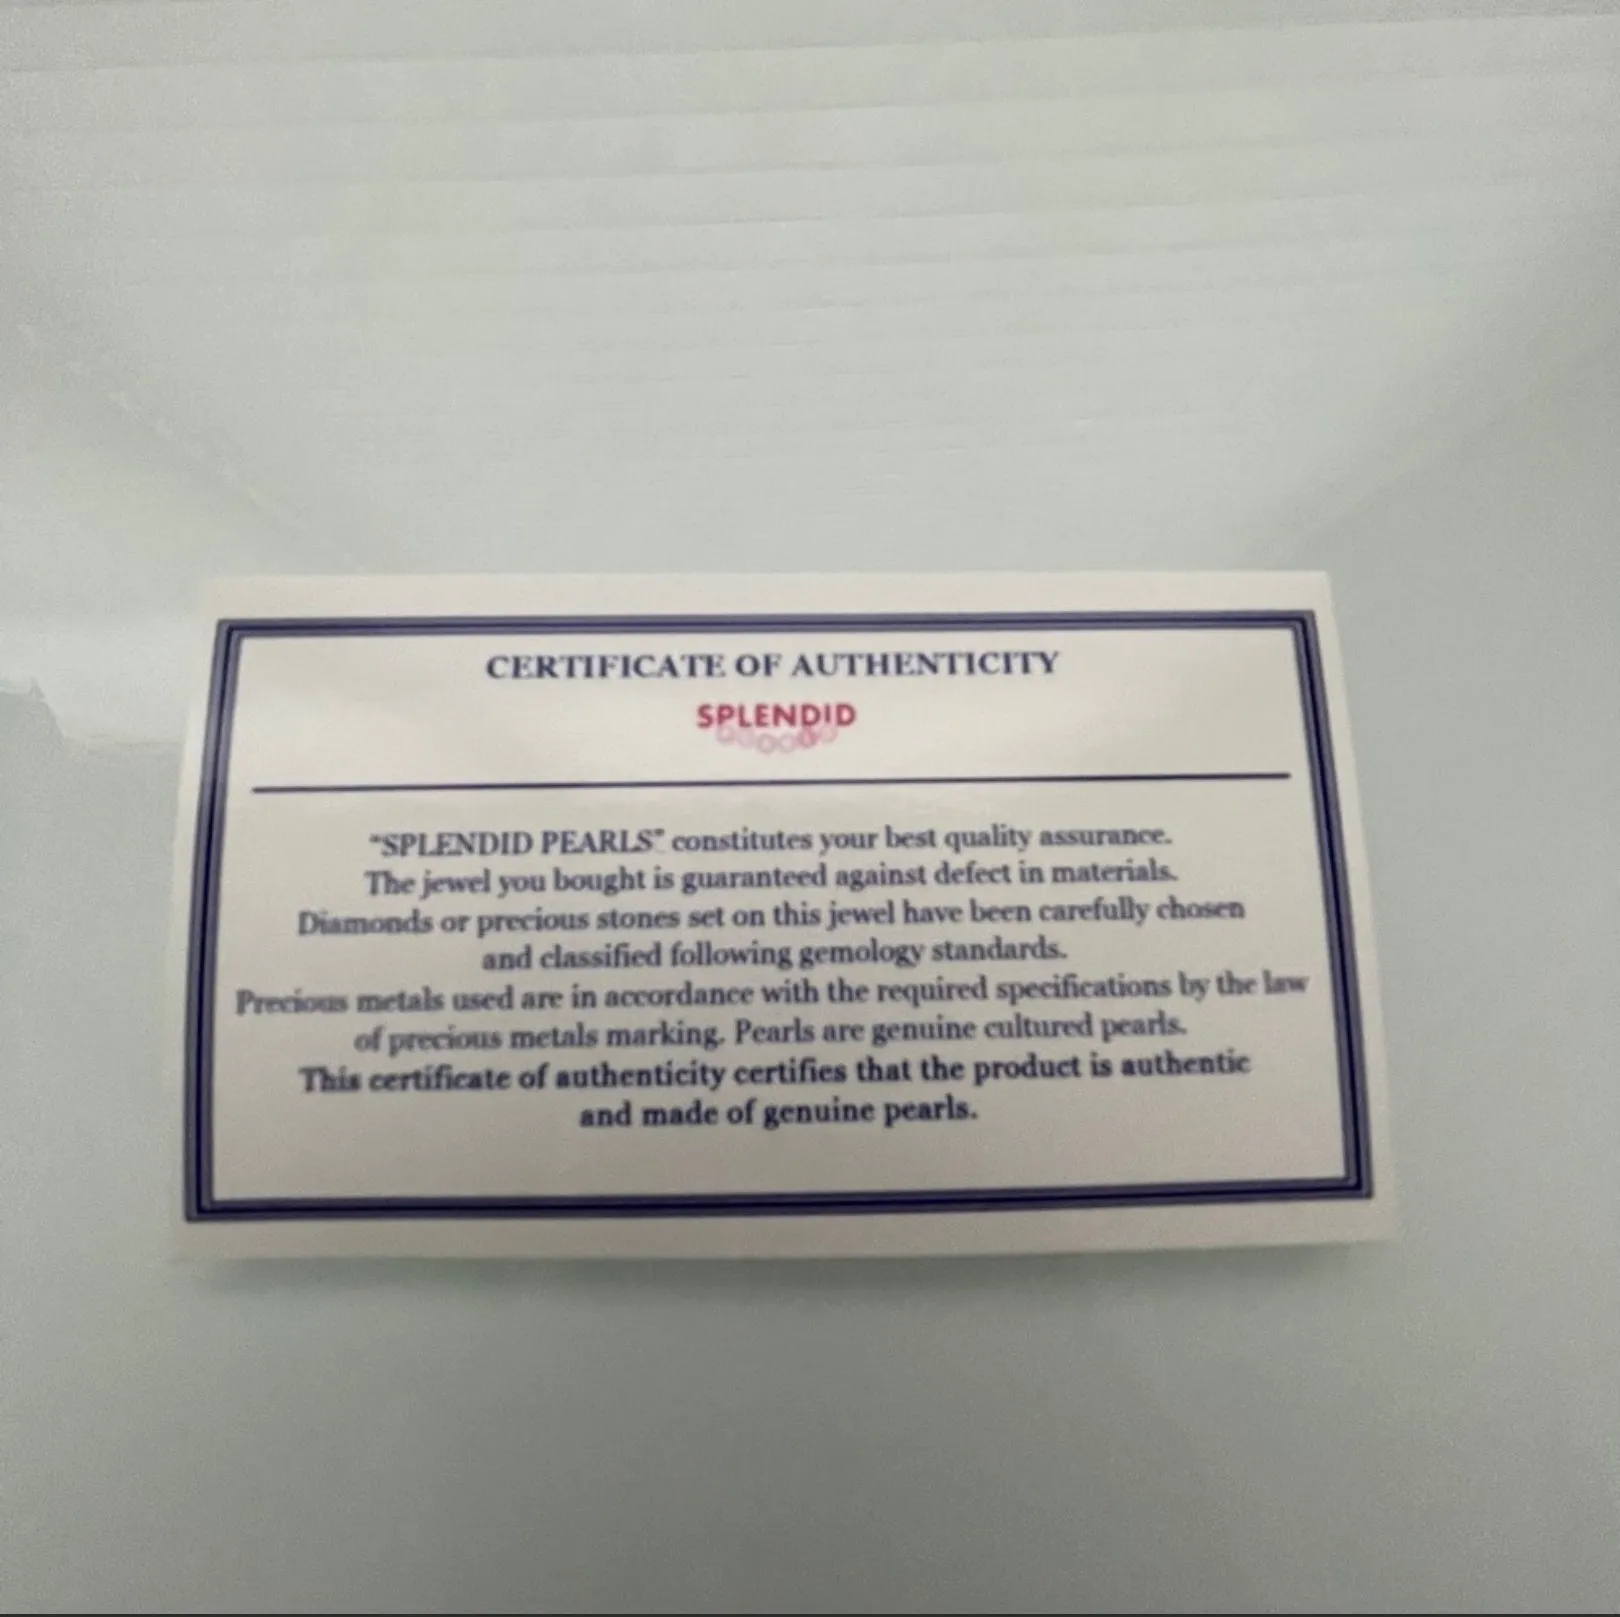 CERTIFICATE OF AUTHENTICITY
SPLENDID
"SPLENDID PEARLS" constitutes your best quality assurance.
The jewel you bought is guaranteed against defect in materials.
Diamonds or precious stones set on this jewel have been carefully chosen
and classified following gemology standards.
Precious metals used are in accordance with the required specifications by the law
of precious metals marking. Pearls are genuine cultured pearls.
This certificate of authenticity certifies that the product is authentic
and made of genuine pearls.